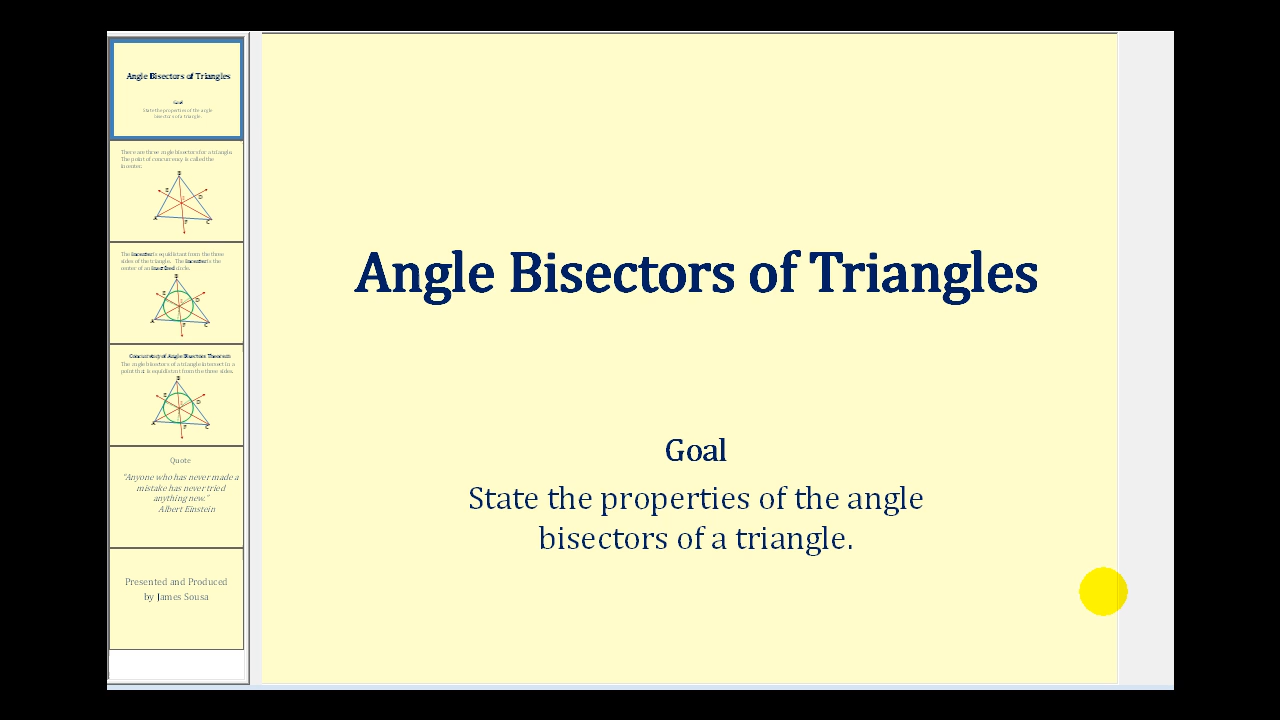 Angle Bisectors of Triangles
Goal
State the properties of the angle
bisectors of a triangle.
There are three angle bisectors for a triangle.
The point of concurrency is called the
incenter.
B
E
D
A
F
C
The incenter is equidistant from the three
sides of the triangle. The incenter is the
center of an inscribed circle.
B
E
D
A
F
C
Concurrency of Angle Bisectors Theorem
The angle bisectors of a triangle intersect in a
point that is equidistant from the three sides.
B
E
D
A
F
C
Quote
"Anyone who has never made a
mistake has never tried
anything new."
Albert Einstein
Presented and Produced
by James Sousa
Angle Bisectors of Triangles
Goal
State the properties of the angle
bisectors of a triangle.